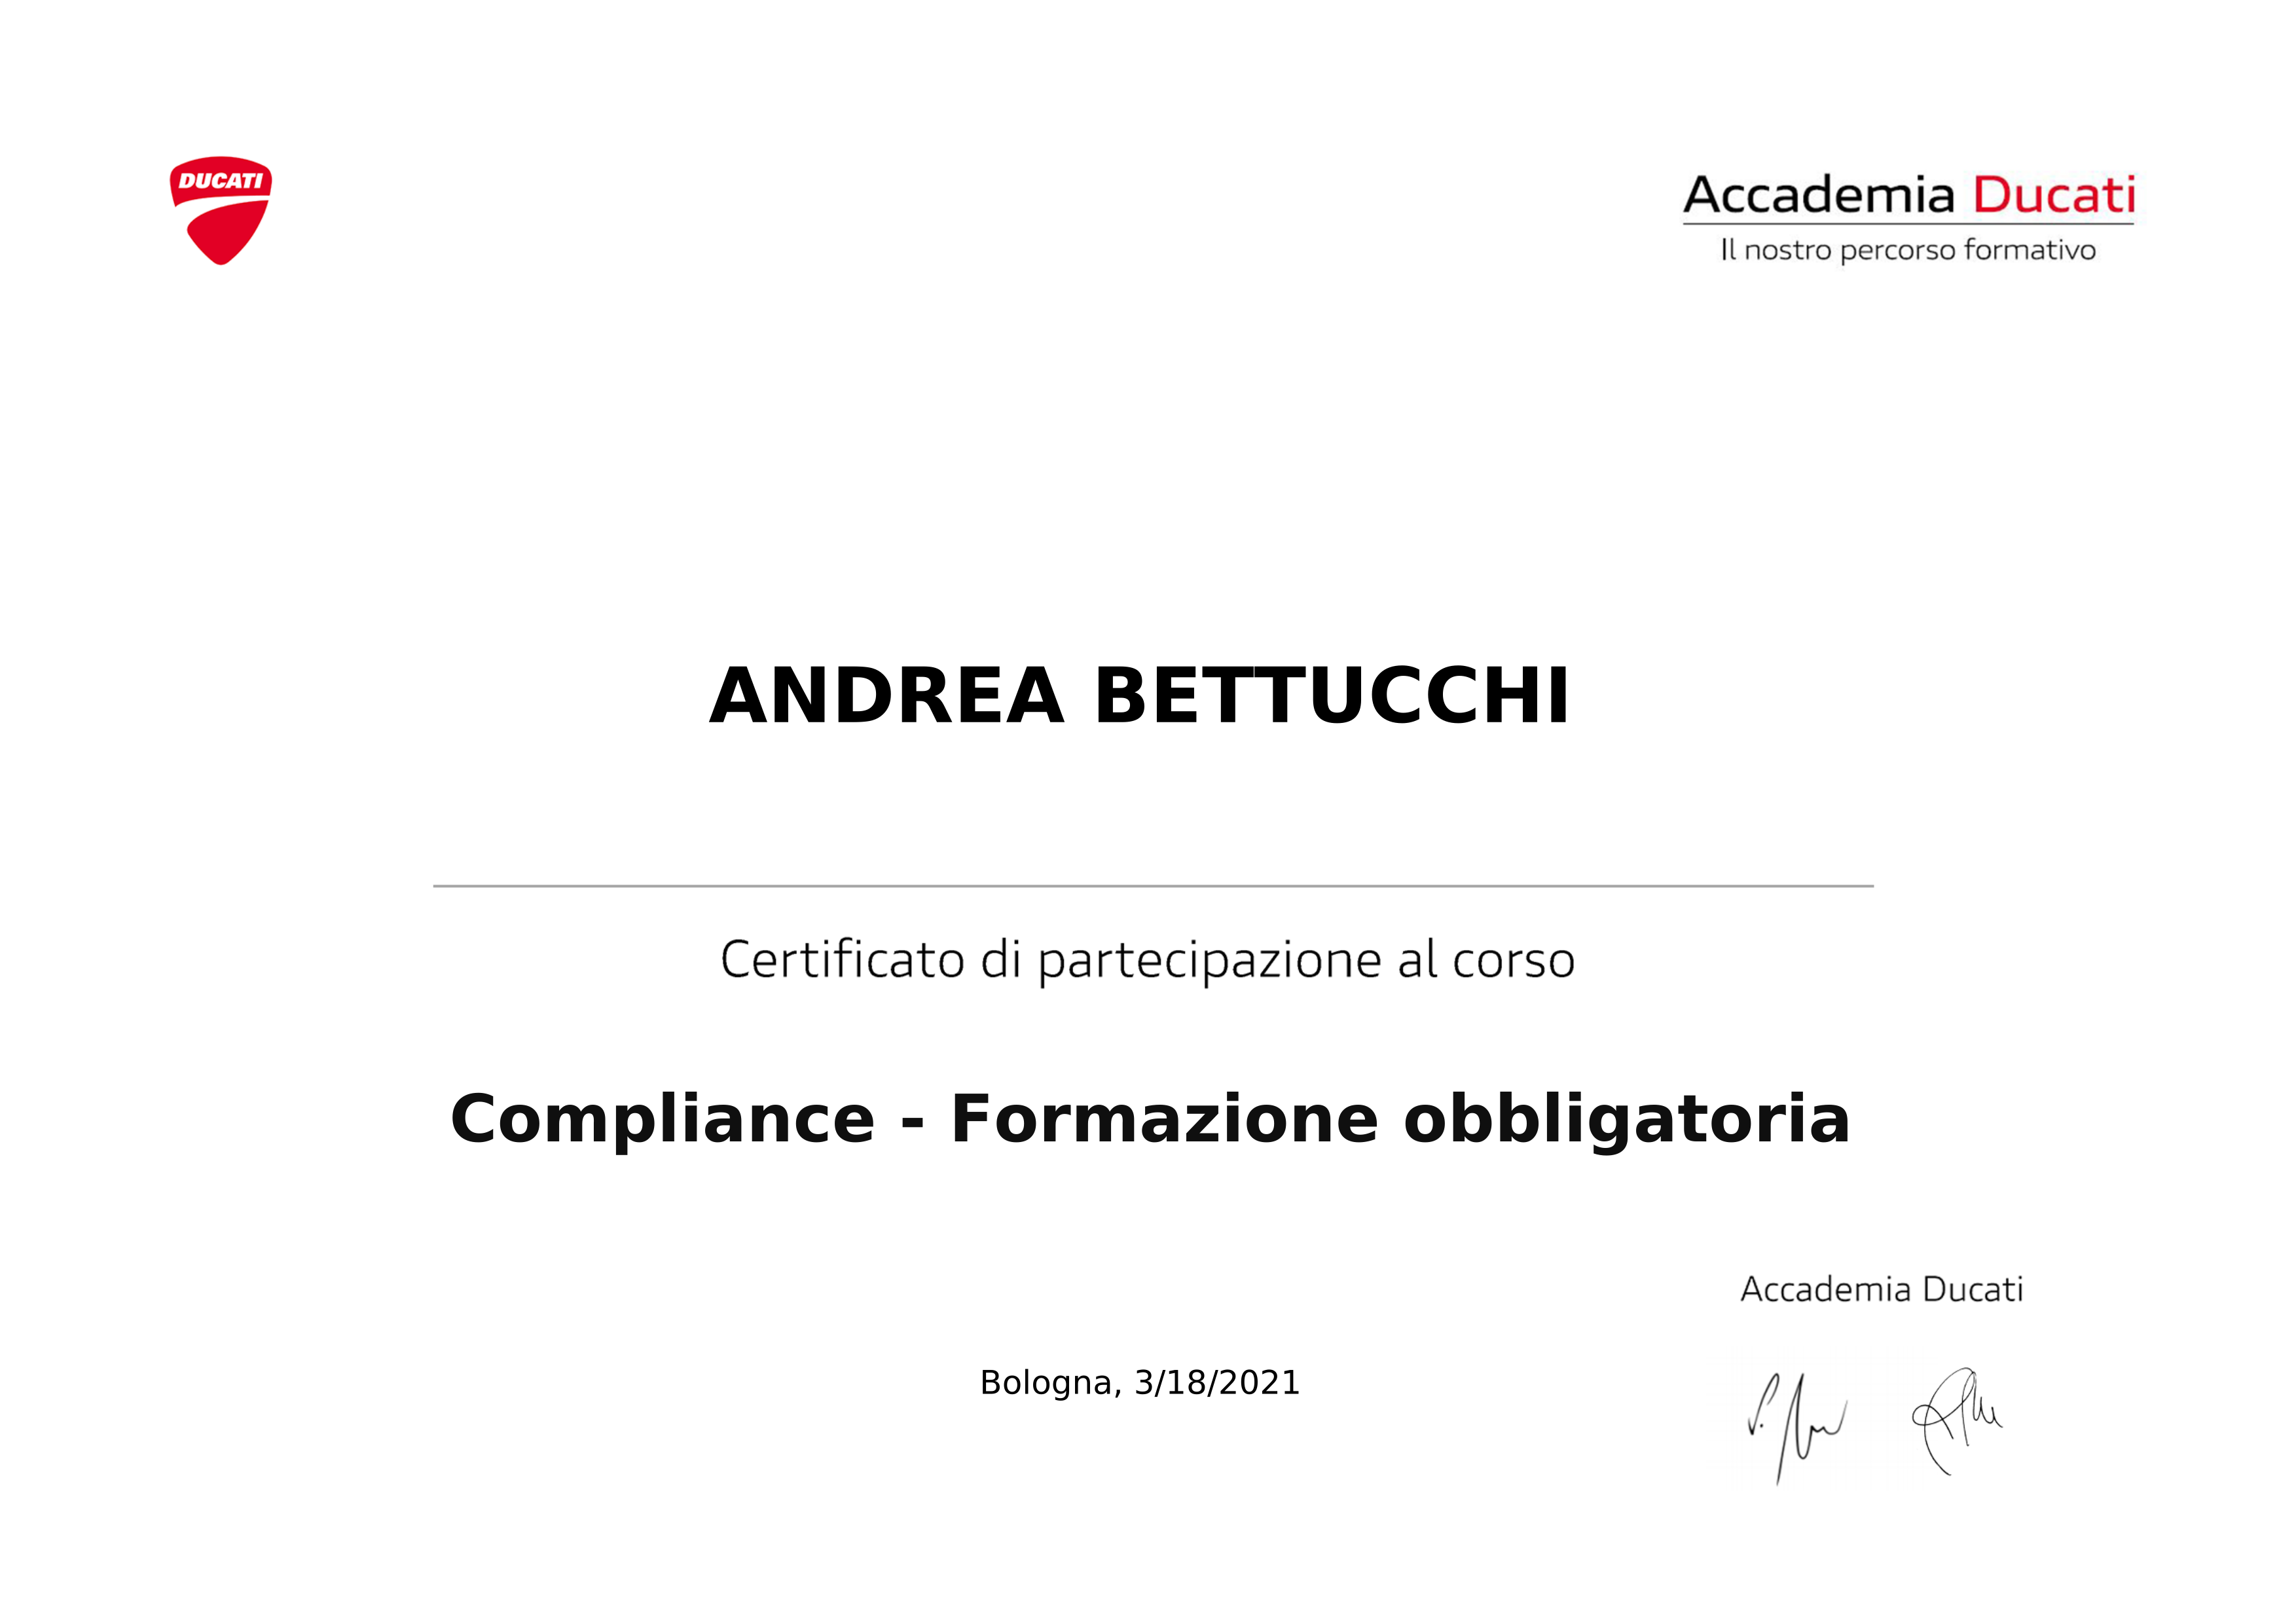 DUCATI
Accademia Ducati
Il nostro percorso formativo
ANDREA BETTUCCHI
Certificato di partecipazione al corso
Compliance - Formazione obbligatoria
Accademia Ducati
Bologna, 3/18/2021